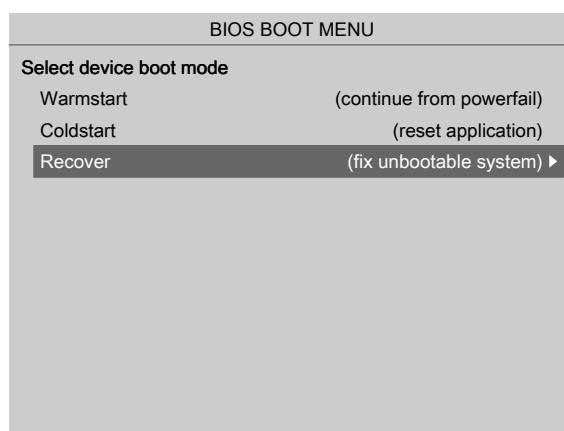 BIOS BOOT MENU
Select device boot mode
Warmstart (continue from powerfail)
Coldstart (reset application)
Recover (fix unbootable system)